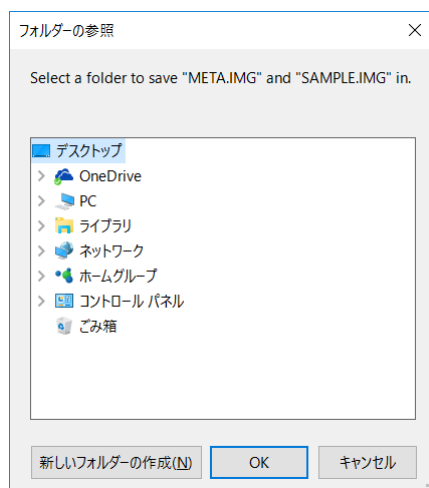 フォルダーの参照
Select a folder to save "META.IMG" and "SAMPLE.IMG" in.
デスクトップ
OneDrive
PC
ライブラリ
ネットワーク
ホームグループ
コントロール パネル
ごみ箱
新しいフォルダーの作成(N) OK キャンセル